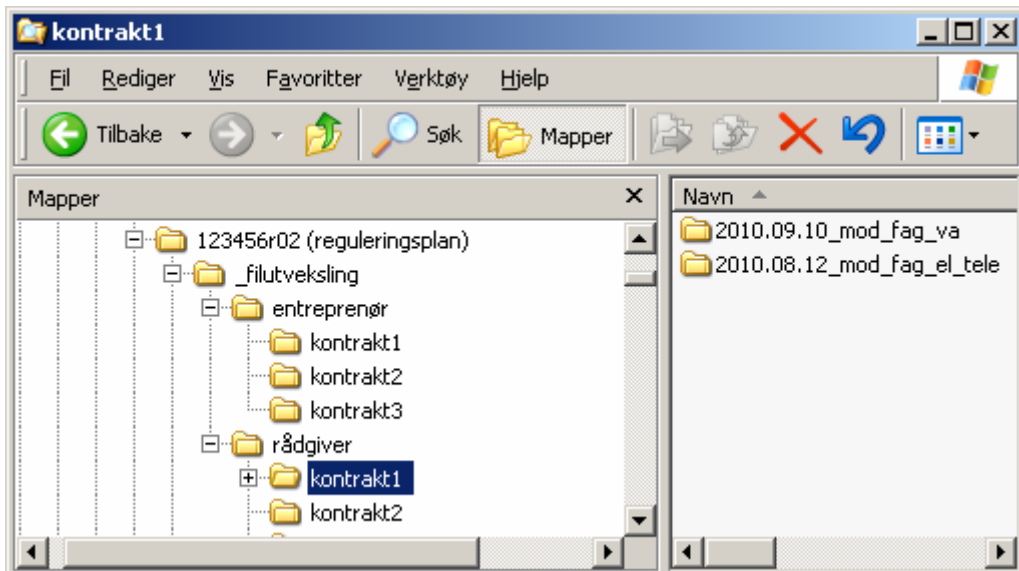 kontrakt1
Fil Rediger Vis Favoritter Verktøy Hjelp
Tilbake Søk Mapper
Mapper
123456r02 (reguleringsplan)
_filutveksling
entreprenør
kontrakt1
kontrakt2
kontrakt3
rådgiver
kontrakt1
kontrakt2
Navn
2010.09.10_mod_fag_va
2010.08.12_mod_fag_el_tele